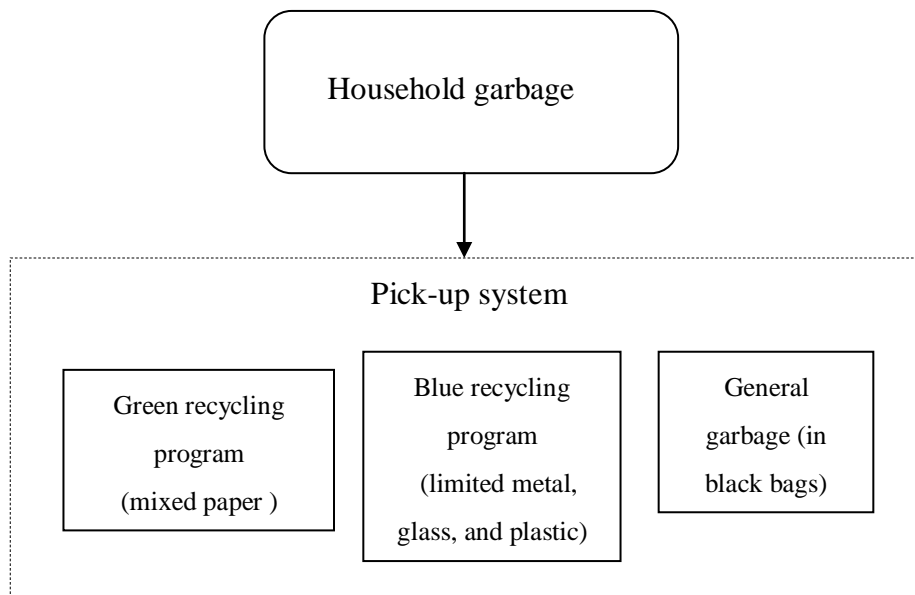 Household garbage
Pick-up system
Green recycling
program
(mixed paper )
Blue recycling
program
(limited metal,
glass, and plastic)
General
garbage (in
black bags)